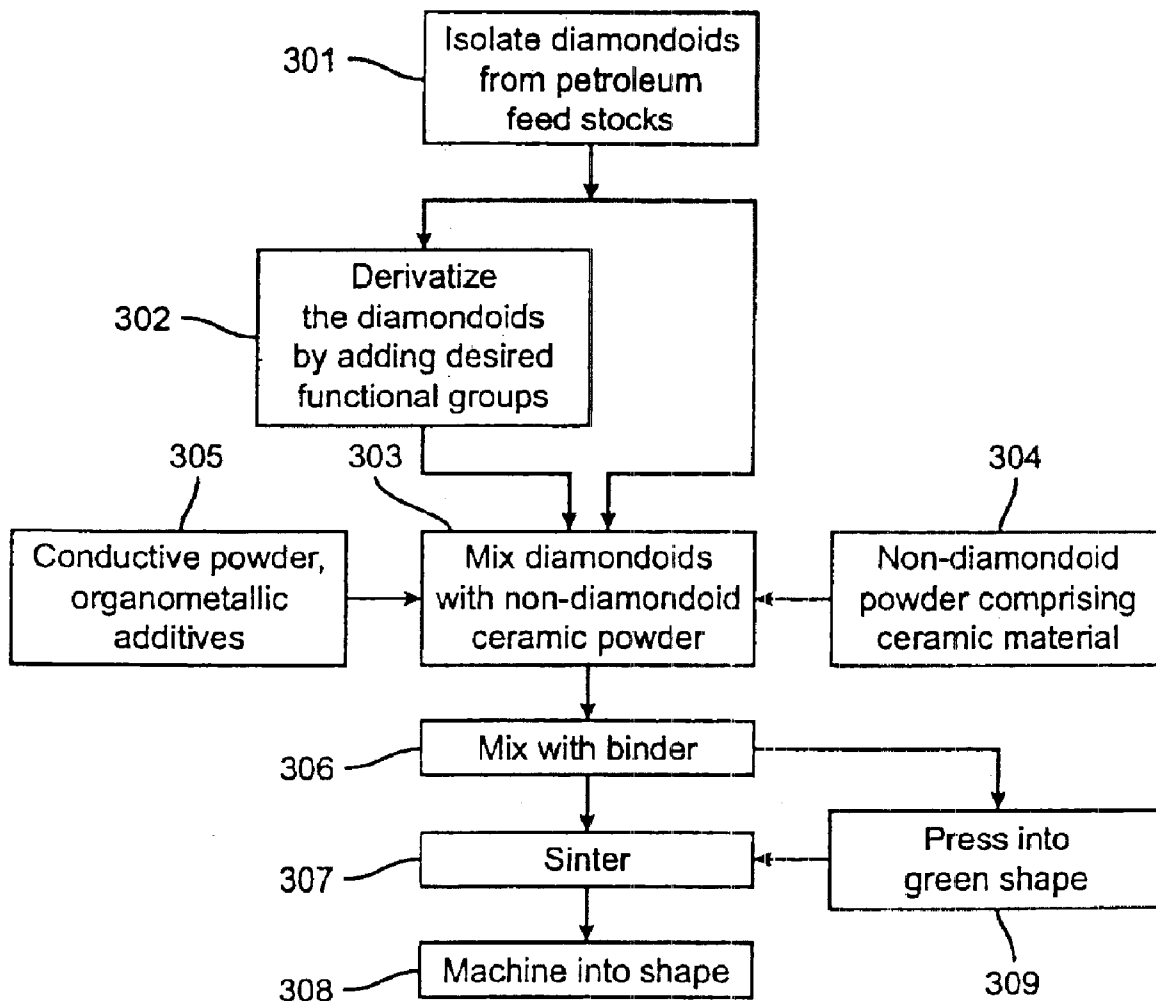 301
Isolate diamondoids
from petroleum
feed stocks
302
Derivatize
the diamondoids
by adding desired
functional groups
305
303
304
Conductive powder,
organometallic
additives
Mix diamondoids
with non-diamondoid
ceramic powder
Non-diamondoid
powder comprising
ceramic material
306
Mix with binder
307
Sinter
Press into
green shape
308
Machine into shape
309